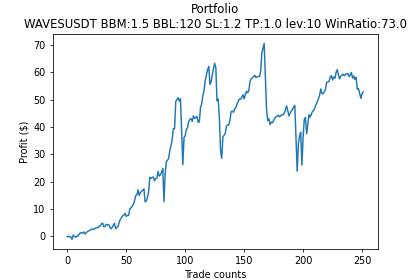 Portfolio
WAVESUSDT BBM:1.5 BBL:120 SL:1.2 TP:1.0 lev:10 WinRatio:73.0
70
60
50
40
30
20
10
0
Profit ($)
0 50 100 150 200 250
Trade counts